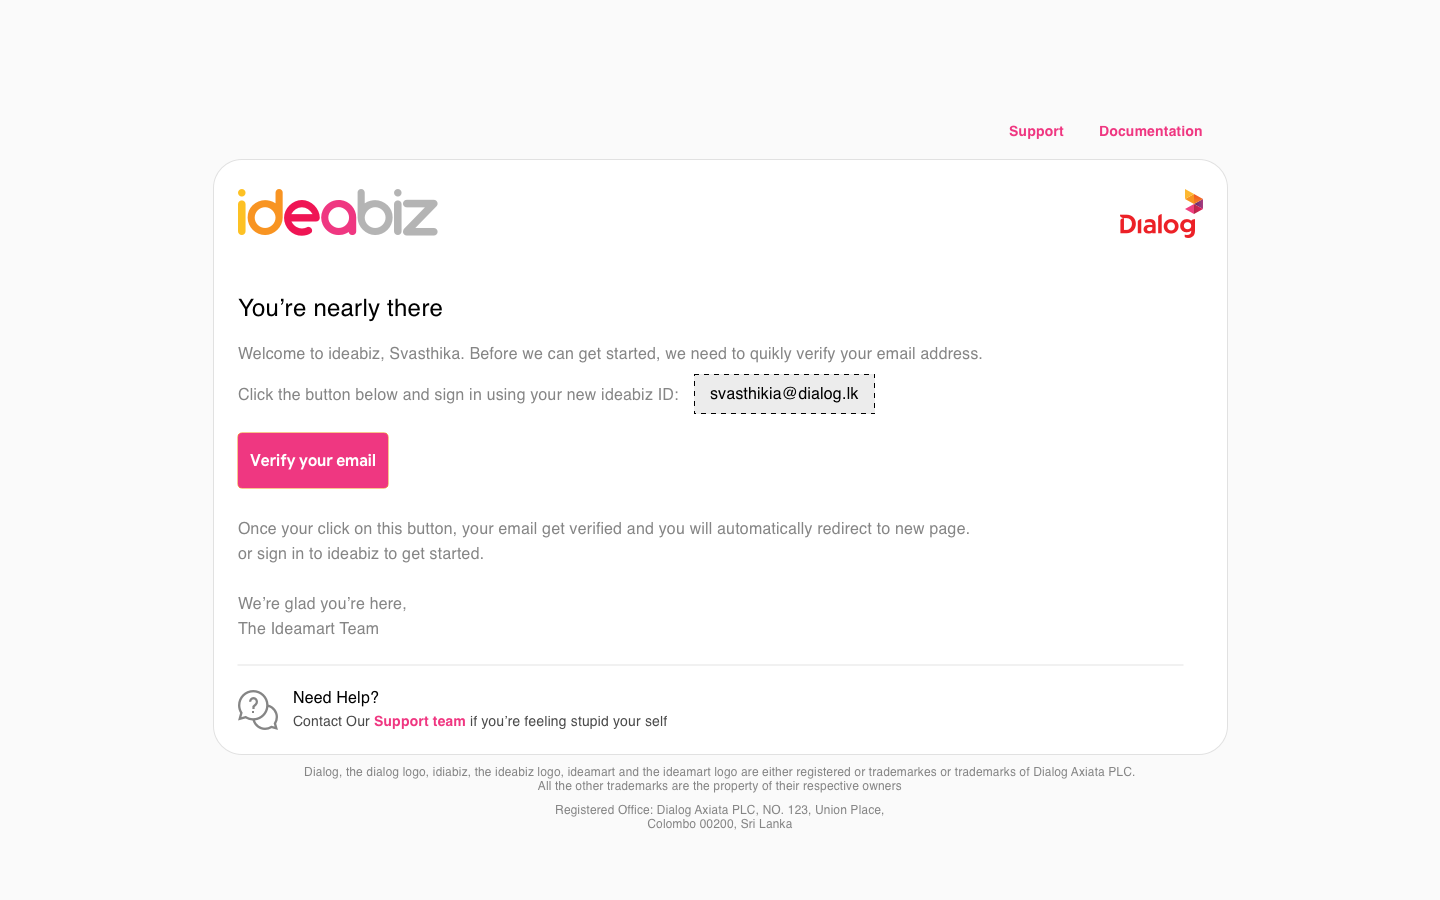 Support Documentation
ideabiz
Dialog
You’re nearly there
Welcome to ideabiz, Svasthika. Before we can get started, we need to quikly verify your email address.
Click the button below and sign in using your new ideabiz ID: svasthikia@dialog.lk
Verify your email
Once your click on this button, your email get verified and you will automatically redirect to new page.
or sign in to ideabiz to get started.
We’re glad you’re here,
The Ideamart Team
Need Help?
Contact Our Support team if you’re feeling stupid your self
Dialog, the dialog logo, idiabiz, the ideabiz logo, ideamart and the ideamart logo are either registered or trademarkes or trademarks of Dialog Axiata PLC.
All the other trademarks are the property of their respective owners
Registered Office: Dialog Axiata PLC, NO. 123, Union Place,
Colombo 00200, Sri Lanka